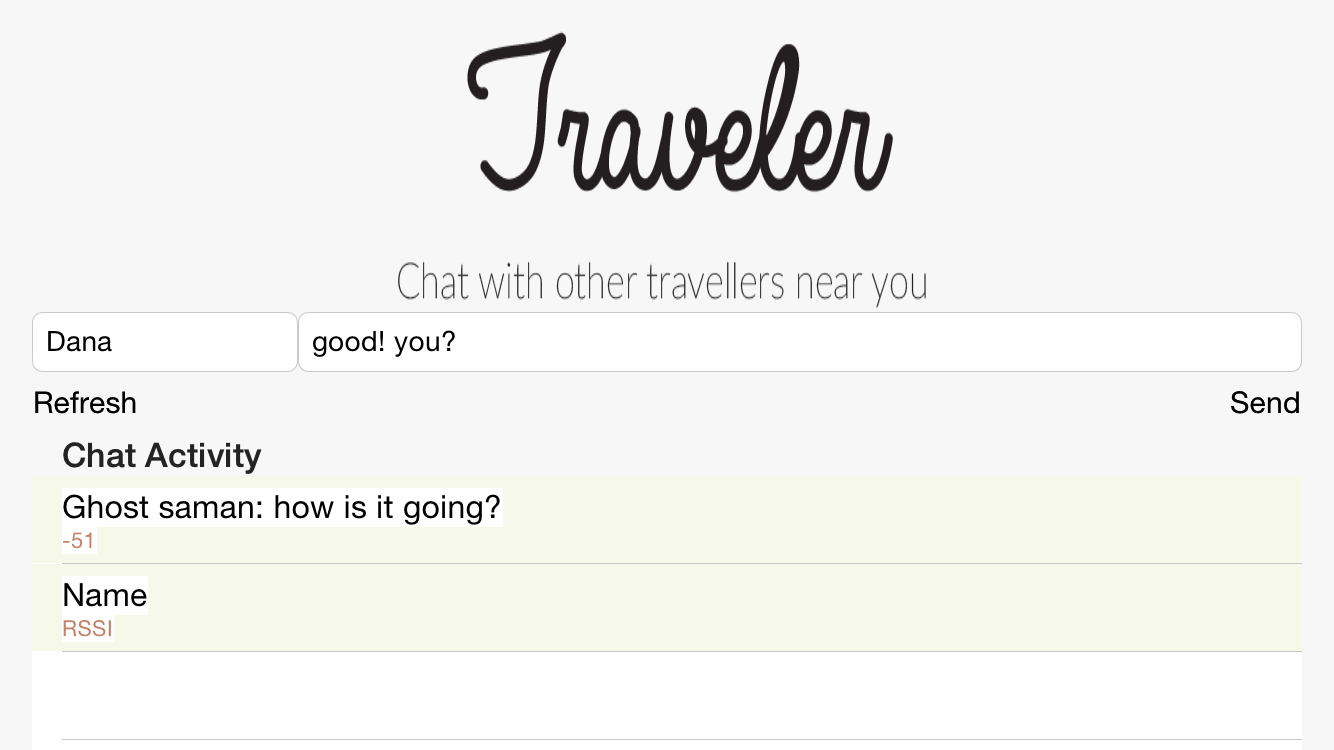 Traveler
Chat with other travellers near you
Dana
good! you?
Refresh
Send
Chat Activity
Ghost saman: how is it going?
-51
Name
RSSI